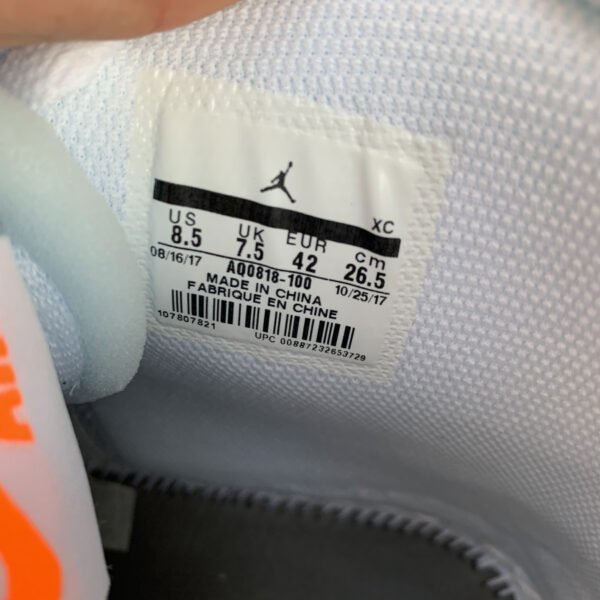 XC
US UK EUR cm
8.5 7.5 42 26.5
08/16/17 AQ0818-100 10/25/17
MADE IN CHINA
FABRIQUE EN CHINE
107807821
UPC 00887232653729